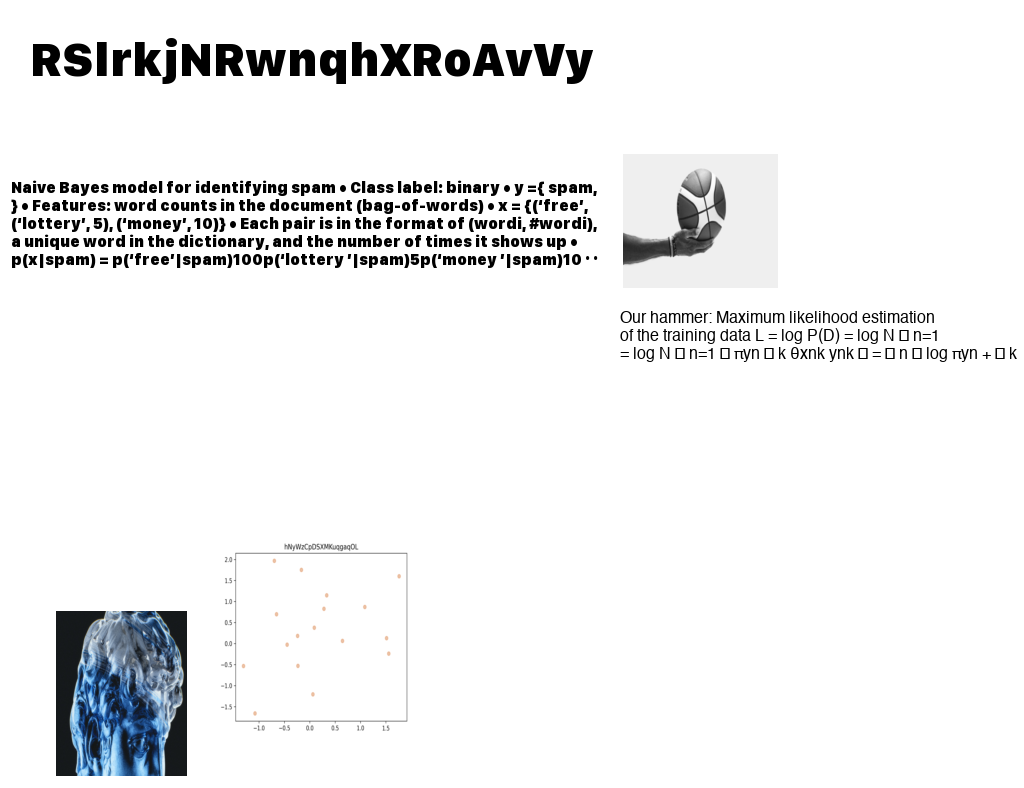 RSlrkjNRwnqhXRoAvVy
Naive Bayes model for identifying spam • Class label: binary • y ={ spam,
} • Features: word counts in the document (bag-of-words) • x = {(‘free’,
(‘lottery’, 5), (‘money’, 10)} • Each pair is in the format of (wordi, #wordi),
a unique word in the dictionary, and the number of times it shows up •
p(x|spam) = p(‘free’|spam)100p(‘lottery ’|spam)5p(‘money ’|spam)10 · ·
Our hammer: Maximum likelihood estimation
of the training data L = log P(D) = log N □ n=1
= log N □ n=1 □ πyn □ k θxnk ynk □ = □ n □ log πyn + □ k
hNyWzCpDSXMKuqgaqOL
2.0
1.5
1.0
0.5
0.0
−0.5
−1.0
−1.5
−1.0 −0.5 0.0 0.5 1.0 1.5